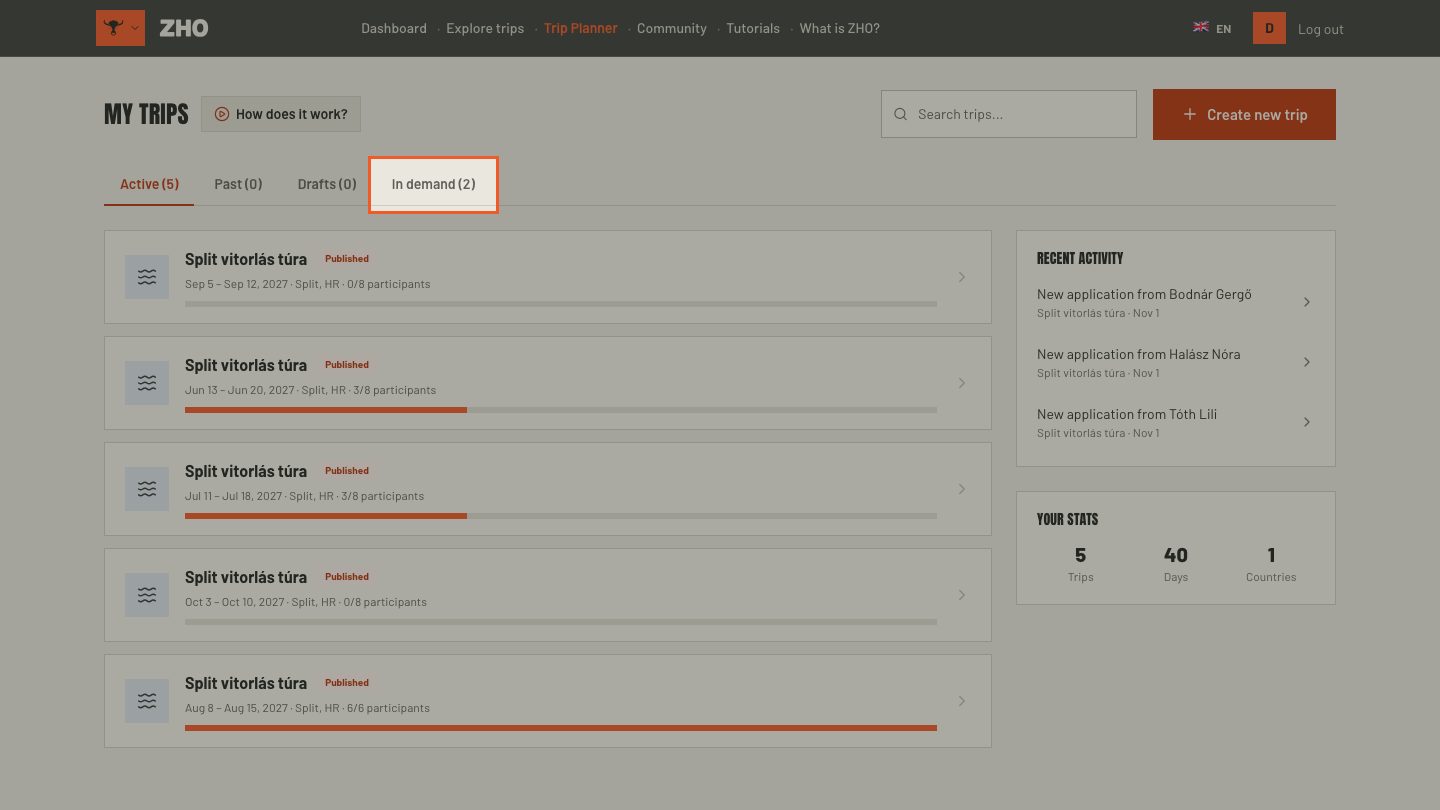 ZHO
Dashboard · Explore trips · Trip Planner · Community · Tutorials · What is ZHO?
EN
D
Log out
MY TRIPS
How does it work?
Search trips...
Create new trip
Active (5)
Past (0)
Drafts (0)
In demand (2)
Split vitorlás túra Published
Sep 5 – Sep 12, 2027 · Split, HR · 0/8 participants
Split vitorlás túra Published
Jun 13 – Jun 20, 2027 · Split, HR · 3/8 participants
Split vitorlás túra Published
Jul 11 – Jul 18, 2027 · Split, HR · 3/8 participants
Split vitorlás túra Published
Oct 3 – Oct 10, 2027 · Split, HR · 0/8 participants
Split vitorlás túra Published
Aug 8 – Aug 15, 2027 · Split, HR · 6/6 participants
RECENT ACTIVITY
New application from Bodnár Gergő
Split vitorlás túra · Nov 1
New application from Halász Nóra
Split vitorlás túra · Nov 1
New application from Tóth Lili
Split vitorlás túra · Nov 1
YOUR STATS
5 40 1
Trips Days Countries